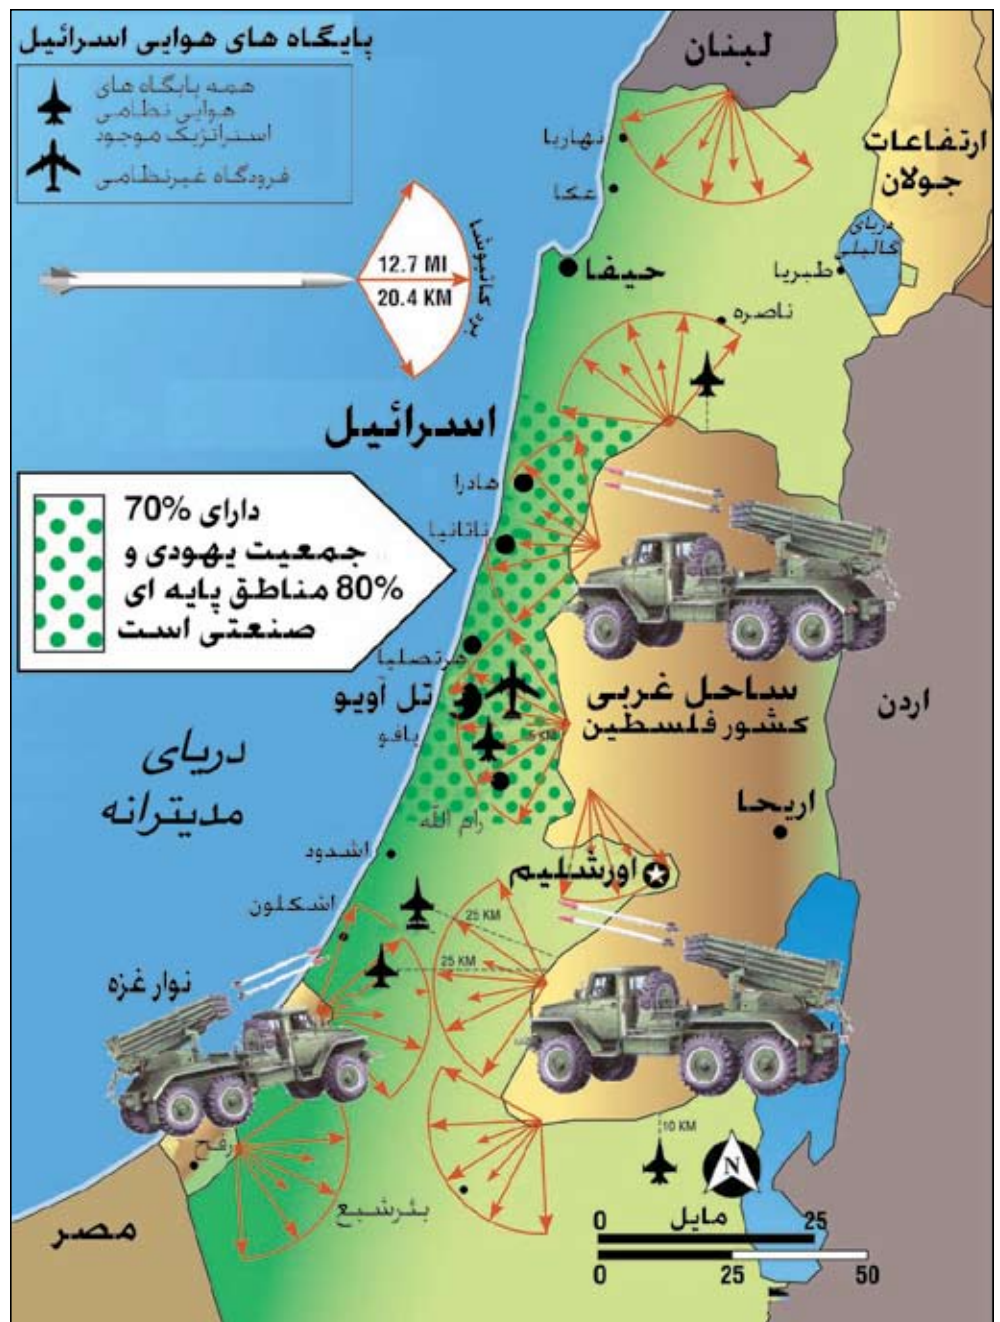 پایگاه های هوایی اسرائیل
همه پایگاه های
هوایی نظامی
استراتژیک موجود
فرودگاه غیرنظامی
12.7 MI
20.4 KM
برد کاتیوشا
لبنان
نهاریا
عکا
حیفا
ارتفاعات
جولان
دریای
گالیلی
طبریا
ناصره
اسرائیل
هادرا
ناتانیا
دارای 70%
جمعیت یهودی و
80% مناطق پایه ای
صنعتی است
هرتصلیا
تل آویو
یافو
5 KM
ساحل غربی
کشور فلسطین
اردن
دریای
مدیترانه
رام الله
اریحا
اشدود
اورشلیم
اشکلون
25 KM
25 KM
نوار غزه
رفح
10 KM
N
بئرشبع
مصر
0 مایل 25
0 25 50